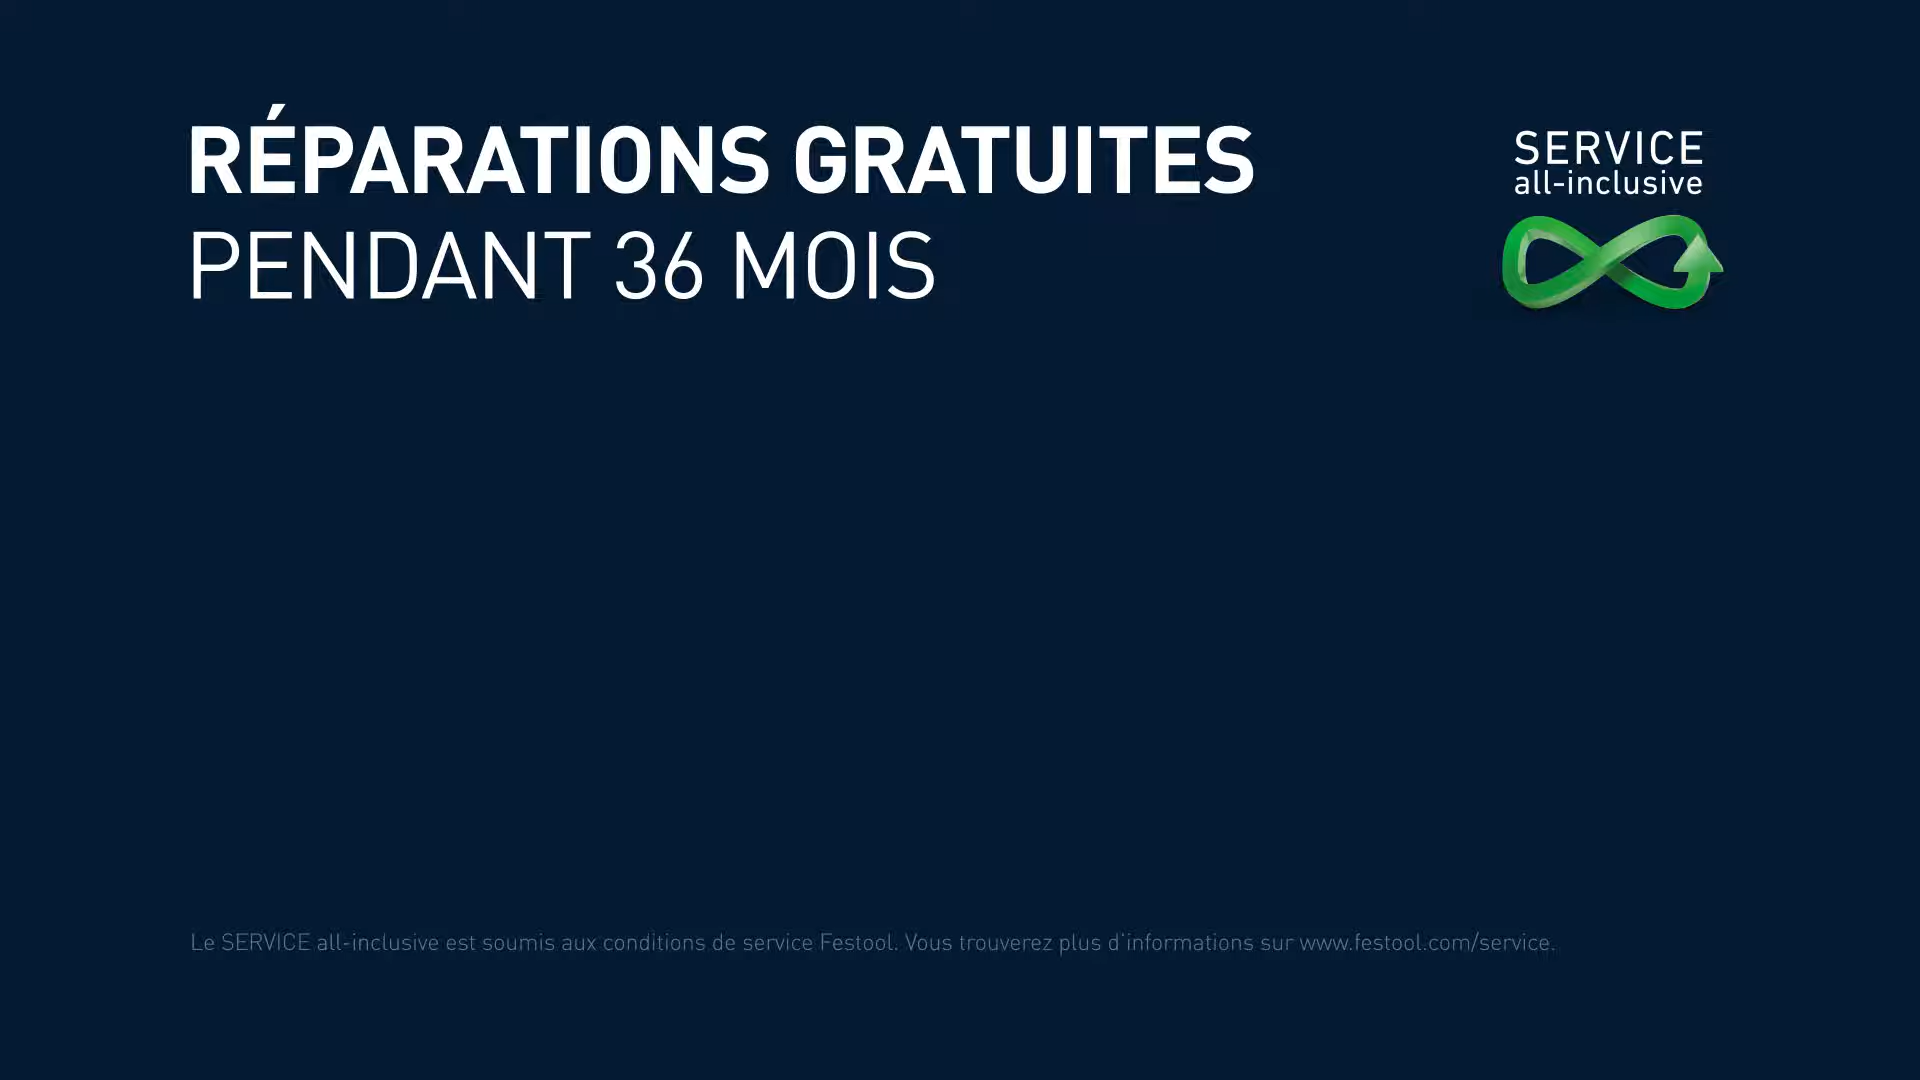 RÉPARATIONS GRATUITES
PENDANT 36 MOIS
SERVICE
all-inclusive
Le SERVICE all-inclusive est soumis aux conditions de service Festool. Vous trouverez plus d'informations sur www.festool.com/service.